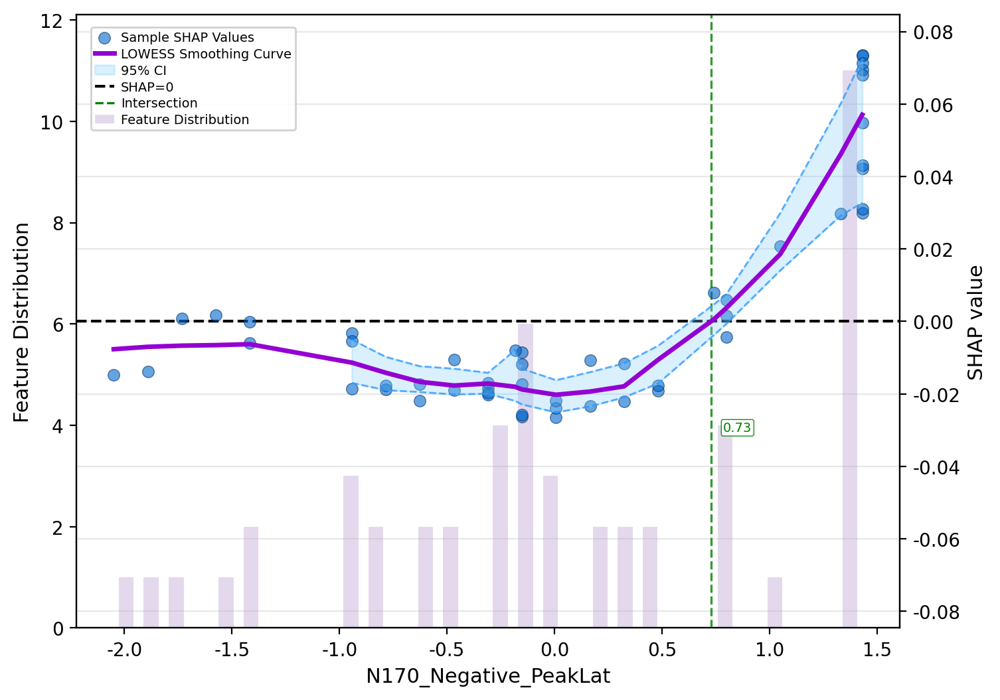 Sample SHAP Values
LOWESS Smoothing Curve
95% CI
SHAP=0
Intersection
Feature Distribution
12
10
8
6
4
2
0
Feature Distribution
0.08
0.06
0.04
0.02
0.00
-0.02
-0.04
-0.06
-0.08
SHAP value
0.73
-2.0 -1.5 -1.0 -0.5 0.0 0.5 1.0 1.5
N170_Negative_PeakLat